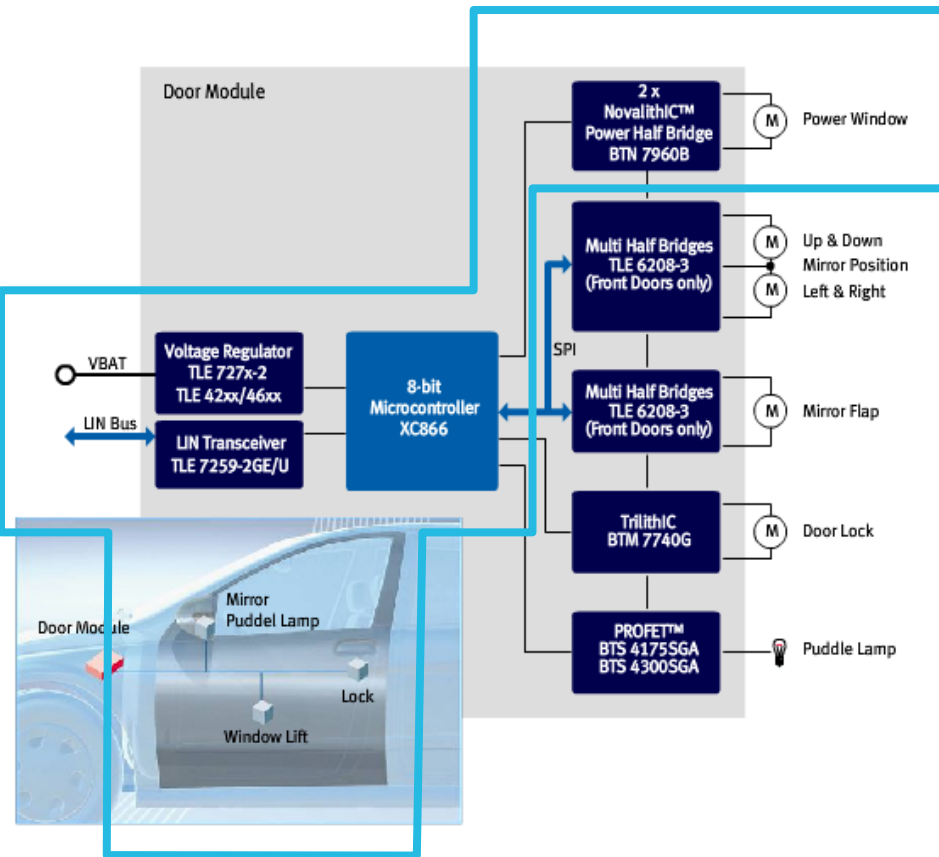 Door Module
2 x
NovalithIC™
Power Half Bridge
BTN 7960B
M
Power Window
Multi Half Bridges
TLE 6208-3
(Front Doors only)
M
Up & Down
Mirror Position
M
Left & Right
SPI
VBAT
Voltage Regulator
TLE 727x-2
TLE 42xx/46xx
8-bit
Microcontroller
XC866
LIN Bus
LIN Transceiver
TLE 7259-2GE/U
Multi Half Bridges
TLE 6208-3
(Front Doors only)
M
Mirror Flap
TrilithIC
BTM 7740G
M
Door Lock
PROFET™
BTS 4175SGA
BTS 4300SGA
Puddle Lamp
Mirror
Puddel Lamp
Door Module
Lock
Window Lift